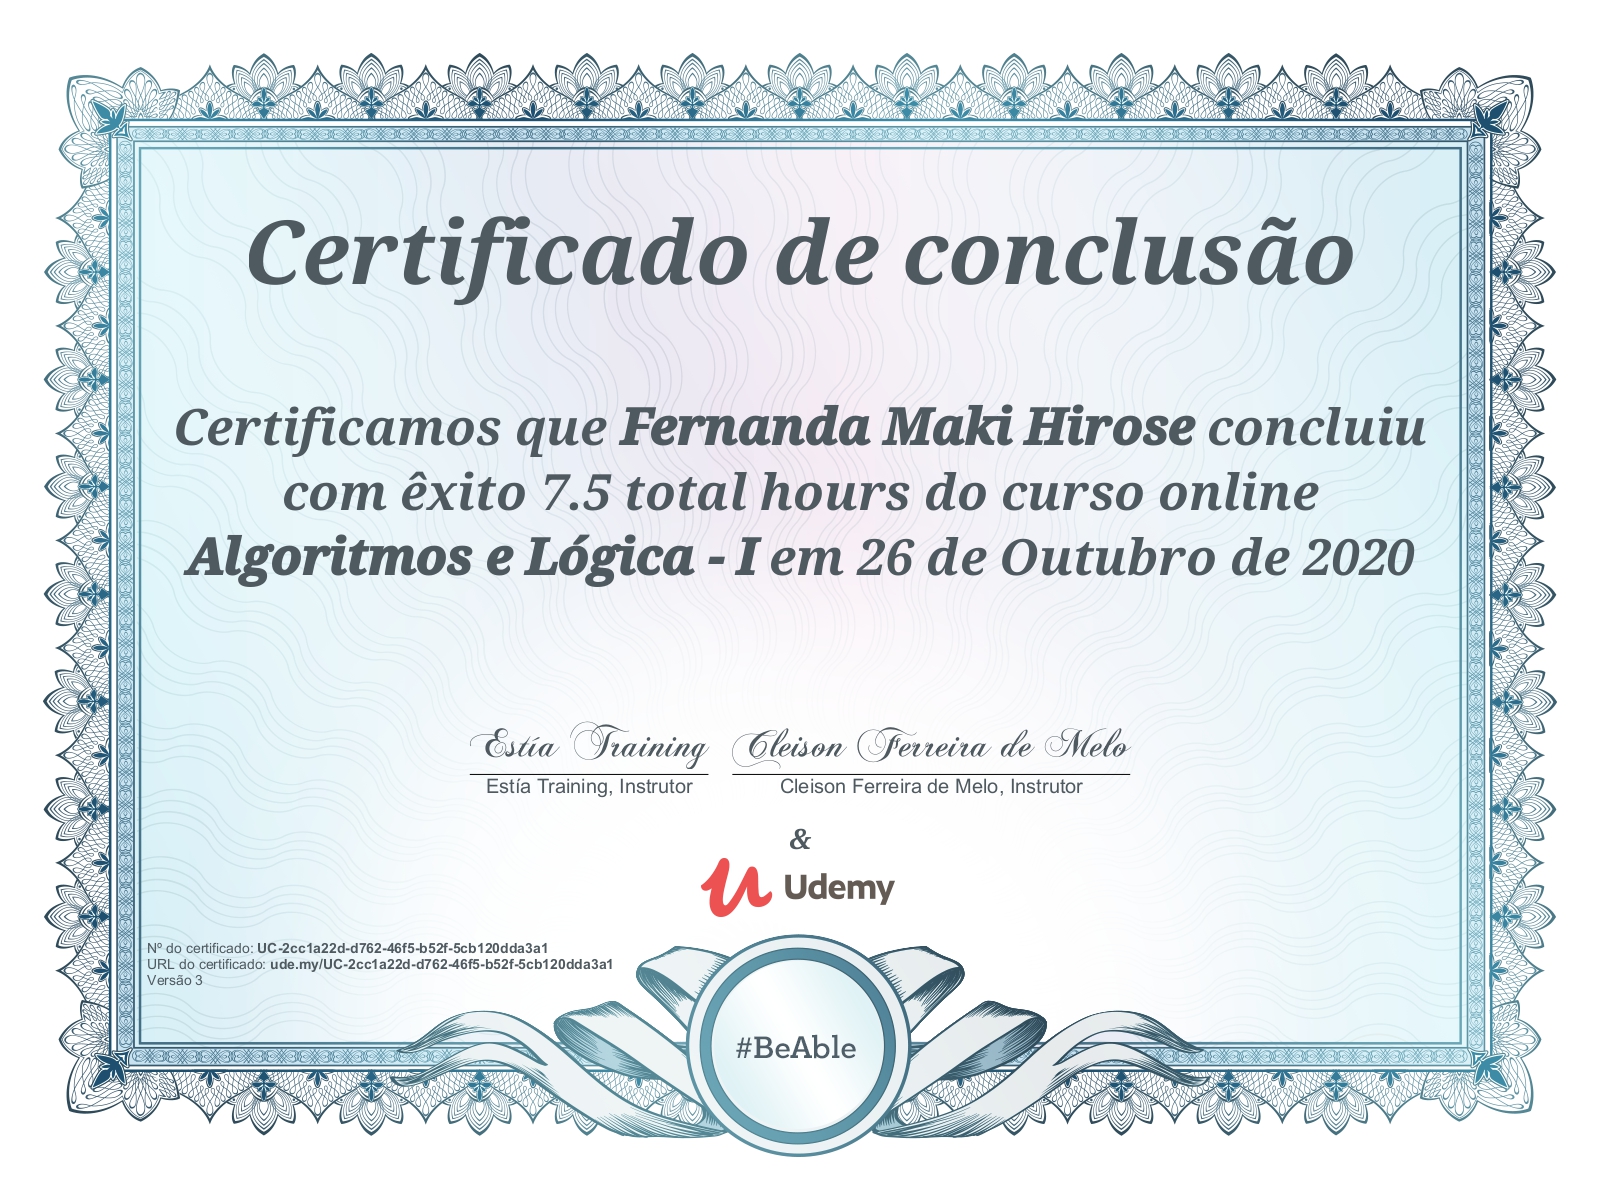 Certificado de conclusão
Certificamos que Fernanda Maki Hirose concluiu
com êxito 7.5 total hours do curso online
Algoritmos e Lógica - I em 26 de Outubro de 2020
Estía Training Cleison Ferreira de Melo
Estía Training, Instrutor Cleison Ferreira de Melo, Instrutor
&
Udemy
Nº do certificado: UC-2cc1a22d-d762-46f5-b52f-5cb120dda3a1
URL do certificado: ude.my/UC-2cc1a22d-d762-46f5-b52f-5cb120dda3a1
Versão 3
#BeAble